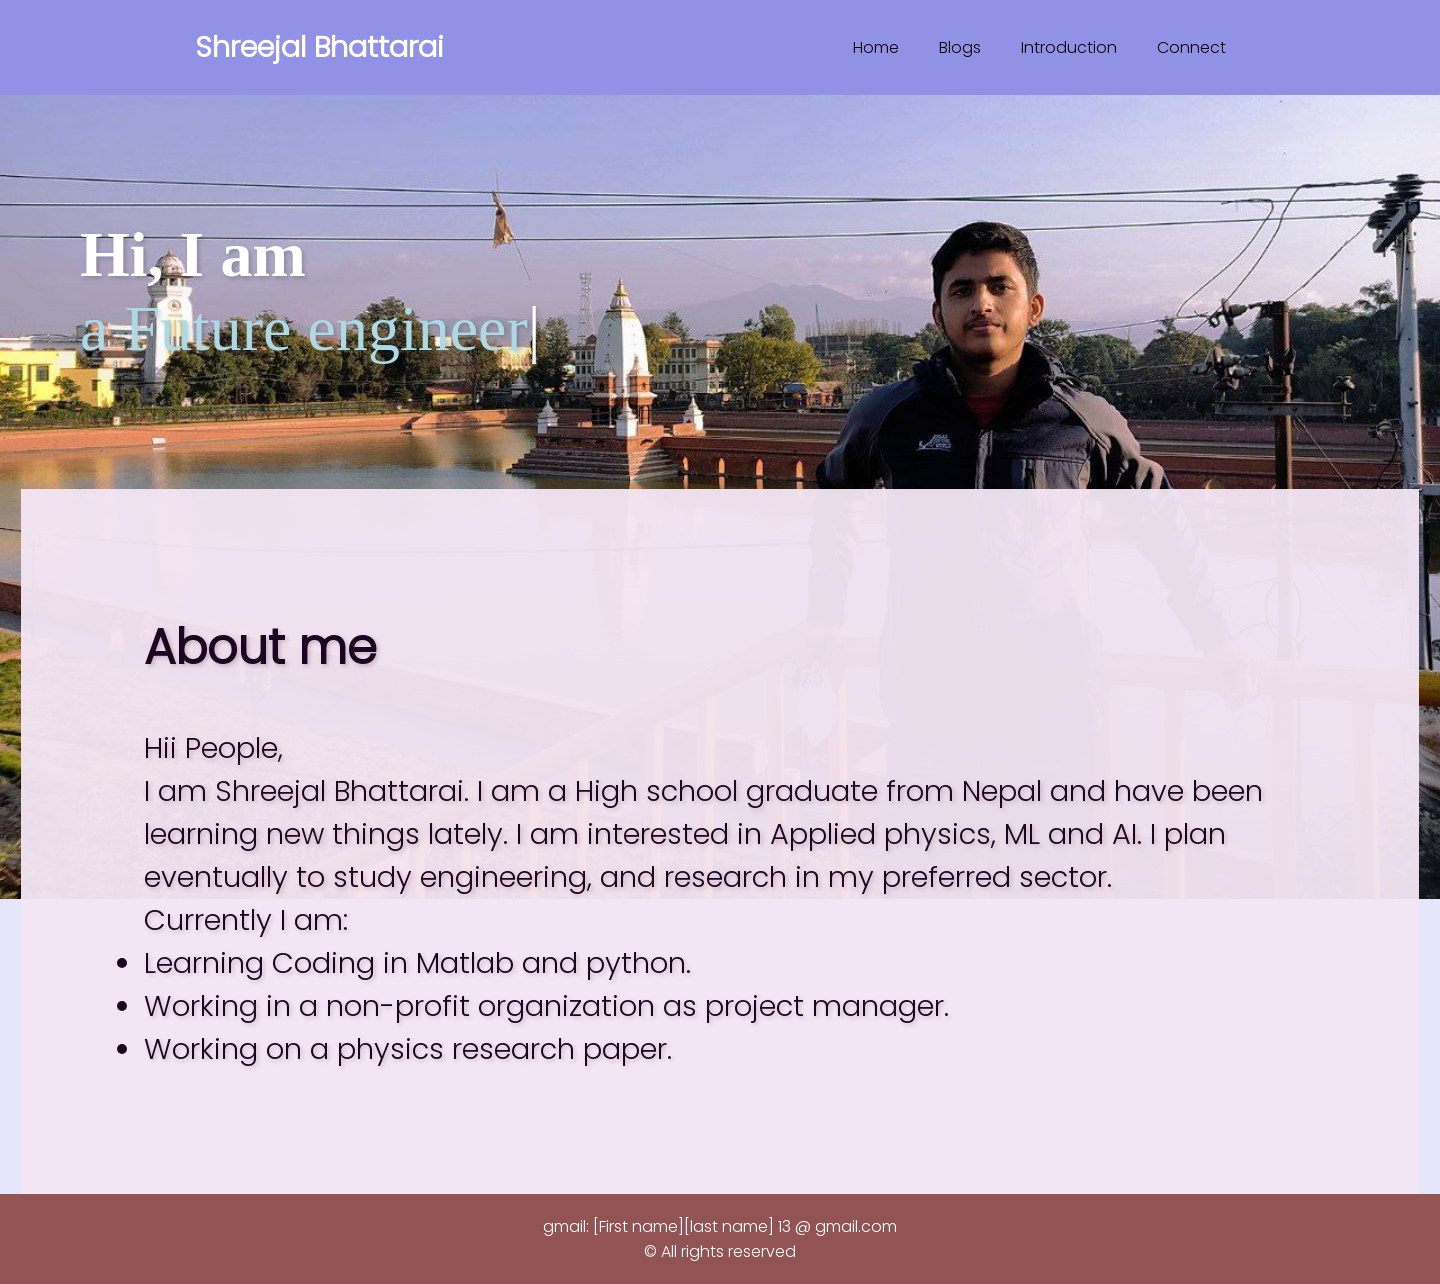 Shreejal Bhattarai
Home Blogs Introduction Connect
Hi, I am
a Future engineer|
About me
Hii People,
I am Shreejal Bhattarai. I am a High school graduate from Nepal and have been
learning new things lately. I am interested in Applied physics, ML and AI. I plan
eventually to study engineering, and research in my preferred sector.
Currently I am:
• Learning Coding in Matlab and python.
• Working in a non-profit organization as project manager.
• Working on a physics research paper.
gmail: [First name][last name] 13 @ gmail.com
© All rights reserved